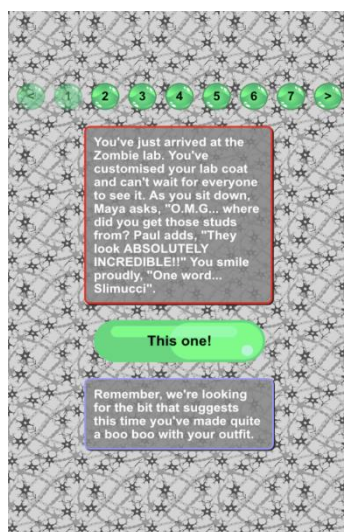 < 1 2 3 4 5 6 7 >
You've just arrived at the
Zombie lab. You've
customised your lab coat
and can't wait for everyone
to see it. As you sit down,
Maya asks, "O.M.G... where
did you get those studs
from? Paul adds, "They
look ABSOLUTELY
INCREDIBLE!!" You smile
proudly, "One word...
Slimucci".
This one!
Remember, we're looking
for the bit that suggests
this time you've made quite
a boo boo with your outfit.